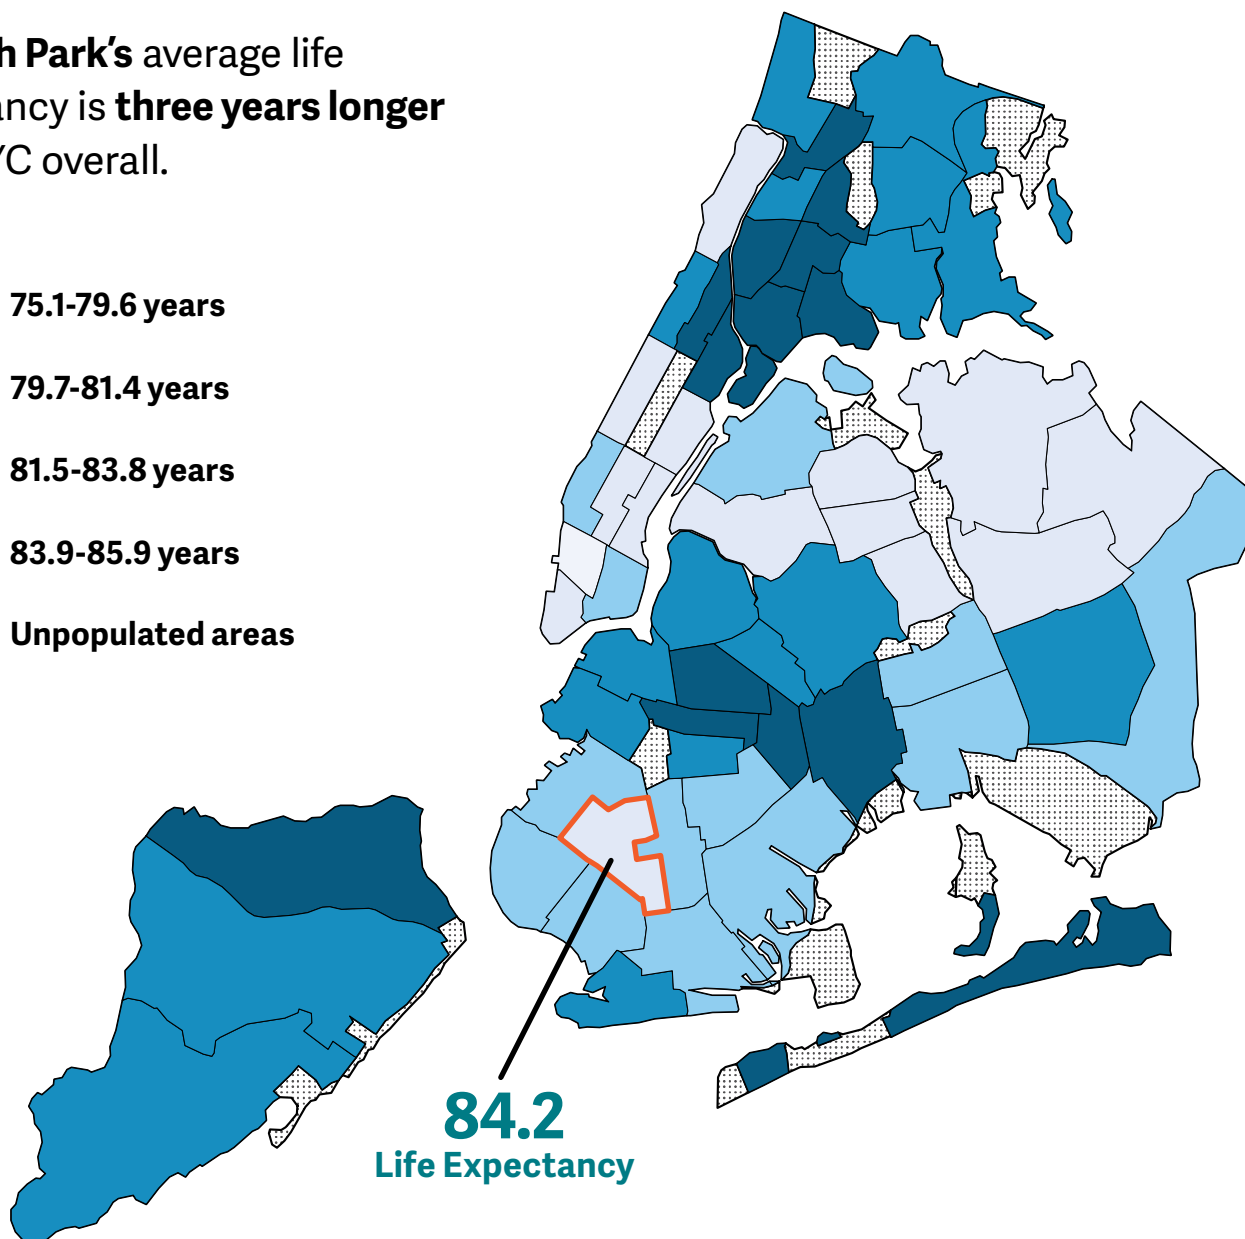 h Park's average life
ancy is three years longer
YC overall.
75.1-79.6 years
79.7-81.4 years
81.5-83.8 years
83.9-85.9 years
Unpopulated areas
84.2
Life Expectancy